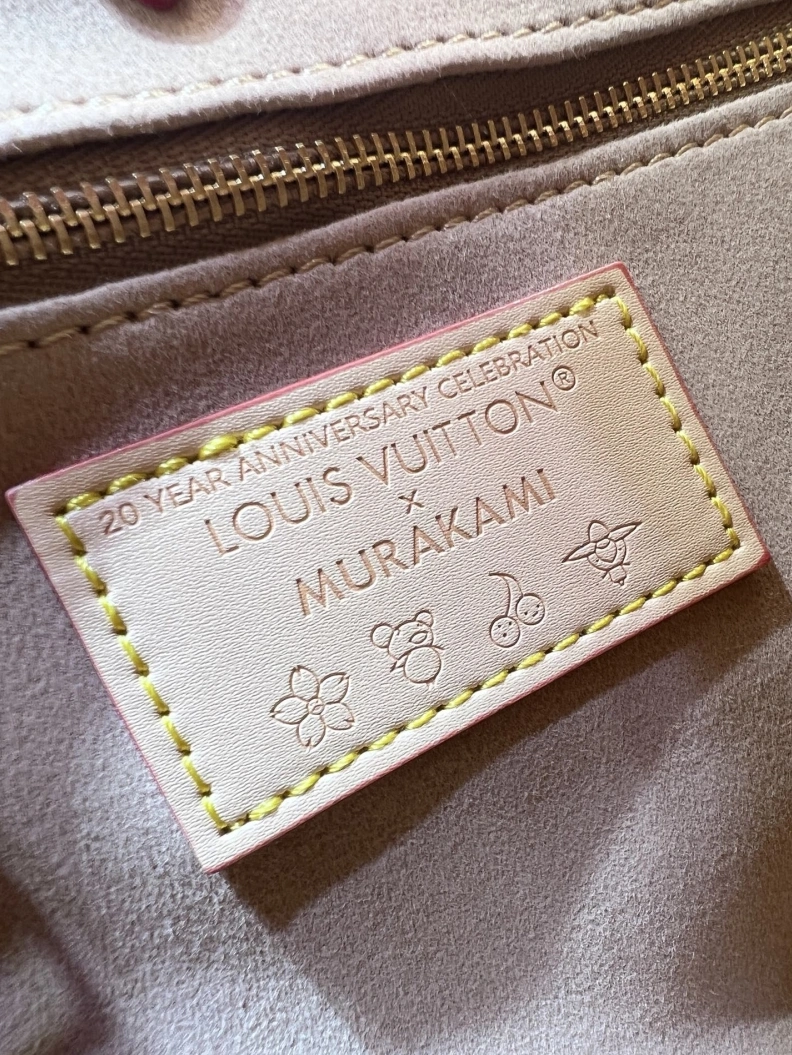 20 YEAR ANNIVERSARY CELEBRATION
LOUIS VUITTON®
x
MURAKAMI